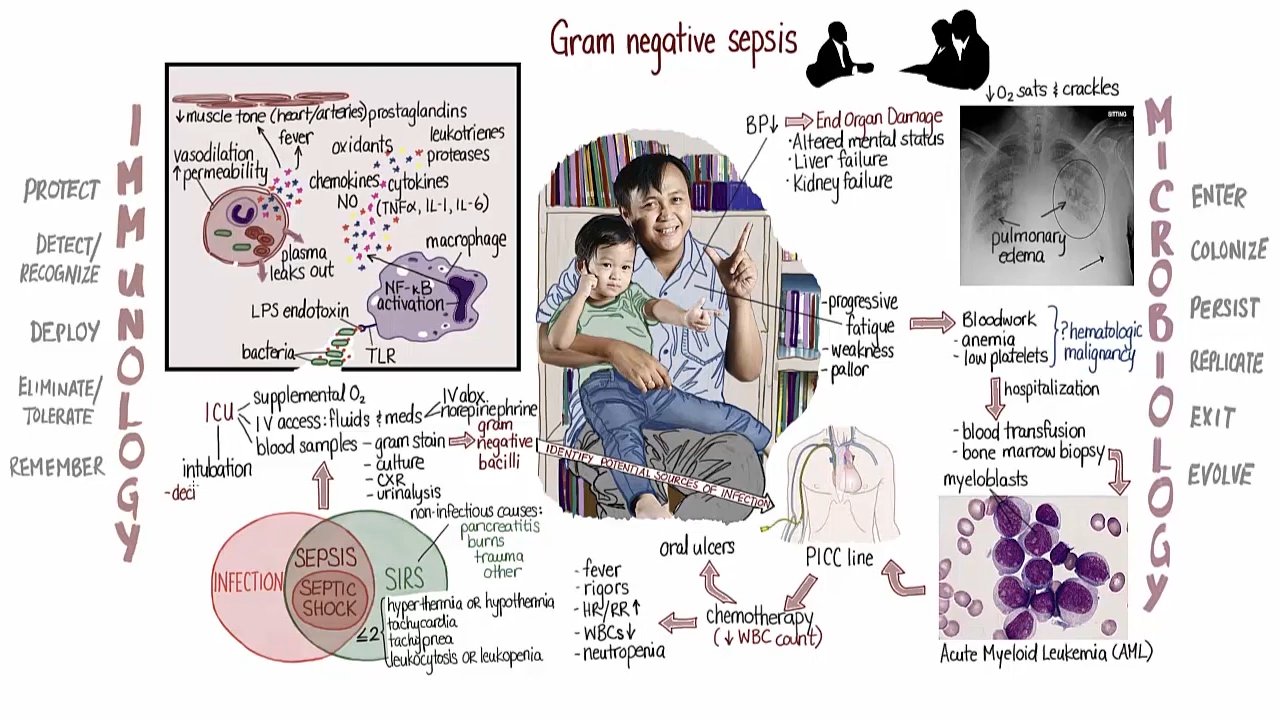 Gram negative sepsis
IMMUNOLOGY
PROTECT
DETECT/
RECOGNIZE
DEPLOY
ELIMINATE/
TOLERATE
REMEMBER
↓muscle tone (heart/arteries)
prostaglandins
fever
oxidants
leukotrienes
proteases
vasodilation
↑permeability
chemokines
cytokines
NO
(TNFα, IL-1, IL-6)
macrophage
plasma
leaks out
NF-κB
activation
LPS endotoxin
bacteria
TLR
ICU
supplemental O2
IV access: fluids & meds
IV abx.
norepinephrine
blood samples
- gram stain
gram
negative
bacilli
- culture
- CXR
- urinalysis
intubation
-deci
non-infectious causes:
pancreatitis
burns
trauma
other
INFECTION
SEPSIS
SEPTIC
SHOCK
SIRS
≤2
hyperthermia OR hypothermia
tachycardia
tachypnea
leukocytosis OR leukopenia
BP↓
End Organ Damage
·Altered mental status
·Liver failure
·Kidney failure
↓O2 sats & crackles
SITTING
pulmonary
edema
-progressive
fatigue
-weakness
-pallor
Bloodwork
- anemia
- low platelets
? hematologic
malignancy
hospitalization
- blood transfusion
- bone marrow biopsy
myeloblasts
Acute Myeloid Leukemia (AML)
IDENTIFY POTENTIAL SOURCES OF INFECTION
PICC line
oral ulcers
chemotherapy
(↓ WBC count)
- fever
- rigors
- HR/RR↑
- WBCs↓
- neutropenia
MICROBIOLOGY
ENTER
COLONIZE
PERSIST
REPLICATE
EXIT
EVOLVE